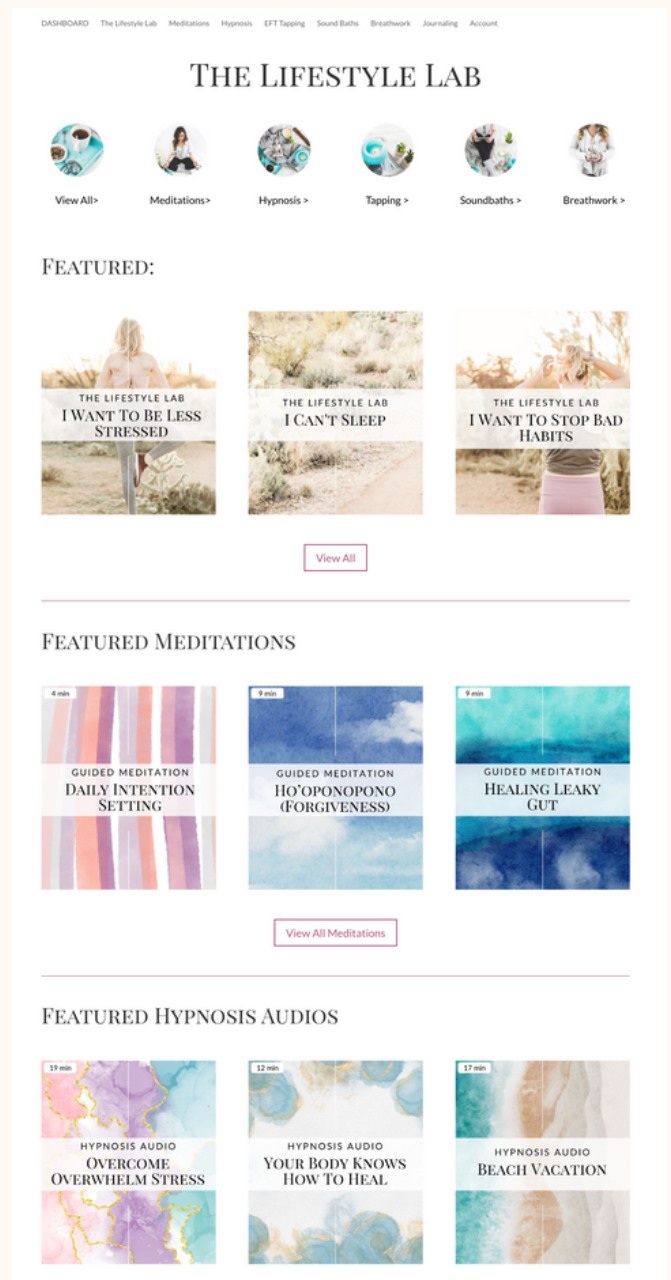 DASHBOARD The Lifestyle Lab Meditations Hypnosis EFT Tapping Sound Baths Breathwork Journaling Account
The Lifestyle Lab
View All> Meditations> Hypnosis > Tapping > Soundbaths > Breathwork >
Featured:
THE LIFESTYLE LAB
I Want To Be Less
Stressed
THE LIFESTYLE LAB
I Can't Sleep
THE LIFESTYLE LAB
I Want To Stop Bad
Habits
View All
Featured Meditations
4 min
GUIDED MEDITATION
Daily Intention
Setting
9 min
GUIDED MEDITATION
Ho'oponopono
(Forgiveness)
9 min
GUIDED MEDITATION
Healing Leaky
Gut
View All Meditations
Featured Hypnosis Audios
19 min
HYPNOSIS AUDIO
Overcome
Overwhelm Stress
12 min
HYPNOSIS AUDIO
Your Body Knows
How To Heal
17 min
HYPNOSIS AUDIO
Beach Vacation